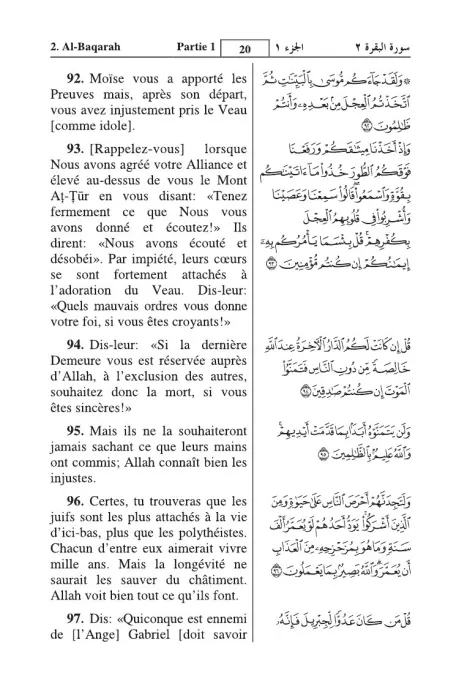 2. Al-Baqarah Partie 1 20 الجزء ١ سورة البقرة ٢
92. Moïse vous a apporté les
Preuves mais, après son départ,
vous avez injustement pris le Veau
[comme idole].
93. [Rappelez-vous] lorsque
Nous avons agréé votre Alliance et
élevé au-dessus de vous le Mont
Aṭ-Ṭūr en vous disant: «Tenez
fermement ce que Nous vous
avons donné et écoutez!» Ils
dirent: «Nous avons écouté et
désobéi». Par impiété, leurs cœurs
se sont fortement attachés à
l'adoration du Veau. Dis-leur:
«Quels mauvais ordres vous donne
votre foi, si vous êtes croyants!»
94. Dis-leur: «Si la dernière
Demeure vous est réservée auprès
d'Allah, à l'exclusion des autres,
souhaitez donc la mort, si vous
êtes sincères!»
95. Mais ils ne la souhaiteront
jamais sachant ce que leurs mains
ont commis; Allah connaît bien les
injustes.
96. Certes, tu trouveras que les
juifs sont les plus attachés à la vie
d'ici-bas, plus que les polythéistes.
Chacun d'entre eux aimerait vivre
mille ans. Mais la longévité ne
saurait les sauver du châtiment.
Allah voit bien tout ce qu'ils font.
97. Dis: «Quiconque est ennemi
de [l'Ange] Gabriel [doit savoir
۞ وَلَقَدْ جَآءَكُم مُّوسَىٰ بِٱلْبَيِّنَٰتِ ثُمَّ
ٱتَّخَذْتُمُ ٱلْعِجْلَ مِنۢ بَعْدِهِۦ وَأَنتُمْ
ظَٰلِمُونَ ٩٢
وَإِذْ أَخَذْنَا مِيثَٰقَكُمْ وَرَفَعْنَا
فَوْقَكُمُ ٱلطُّورَ خُذُوا۟ مَآ ءَاتَيْنَٰكُم
بِقُوَّةٍ وَٱسْمَعُوا۟ قَالُوا۟ سَمِعْنَا وَعَصَيْنَا
وَأُشْرِبُوا۟ فِى قُلُوبِهِمُ ٱلْعِجْلَ
بِكُفْرِهِمْ قُلْ بِئْسَمَا يَأْمُرُكُم بِهِۦٓ
إِيمَٰنُكُمْ إِن كُنتُم مُّؤْمِنِينَ ٩٣
قُلْ إِن كَانَتْ لَكُمُ ٱلدَّارُ ٱلْءَاخِرَةُ عِندَ ٱللَّهِ
خَالِصَةً مِّن دُونِ ٱلنَّاسِ فَتَمَنَّوُا۟
ٱلْمَوْتَ إِن كُنتُمْ صَٰدِقِينَ ٩٤
وَلَن يَتَمَنَّوْهُ أَبَدًۢا بِمَا قَدَّمَتْ أَيْدِيهِمْ
وَٱللَّهُ عَلِيمٌۢ بِٱلظَّٰلِمِينَ ٩٥
وَلَتَجِدَنَّهُمْ أَحْرَصَ ٱلنَّاسِ عَلَىٰ حَيَوٰةٍ وَمِنَ
ٱلَّذِينَ أَشْرَكُوا۟ يَوَدُّ أَحَدُهُمْ لَوْ يُعَمَّرُ أَلْفَ
سَنَةٍ وَمَا هُوَ بِمُزَحْزِحِهِۦ مِنَ ٱلْعَذَابِ
أَن يُعَمَّرَ وَٱللَّهُ بَصِيرٌۢ بِمَا يَعْمَلُونَ ٩٦
قُلْ مَن كَانَ عَدُوًّا لِّجِبْرِيلَ فَإِنَّهُۥ